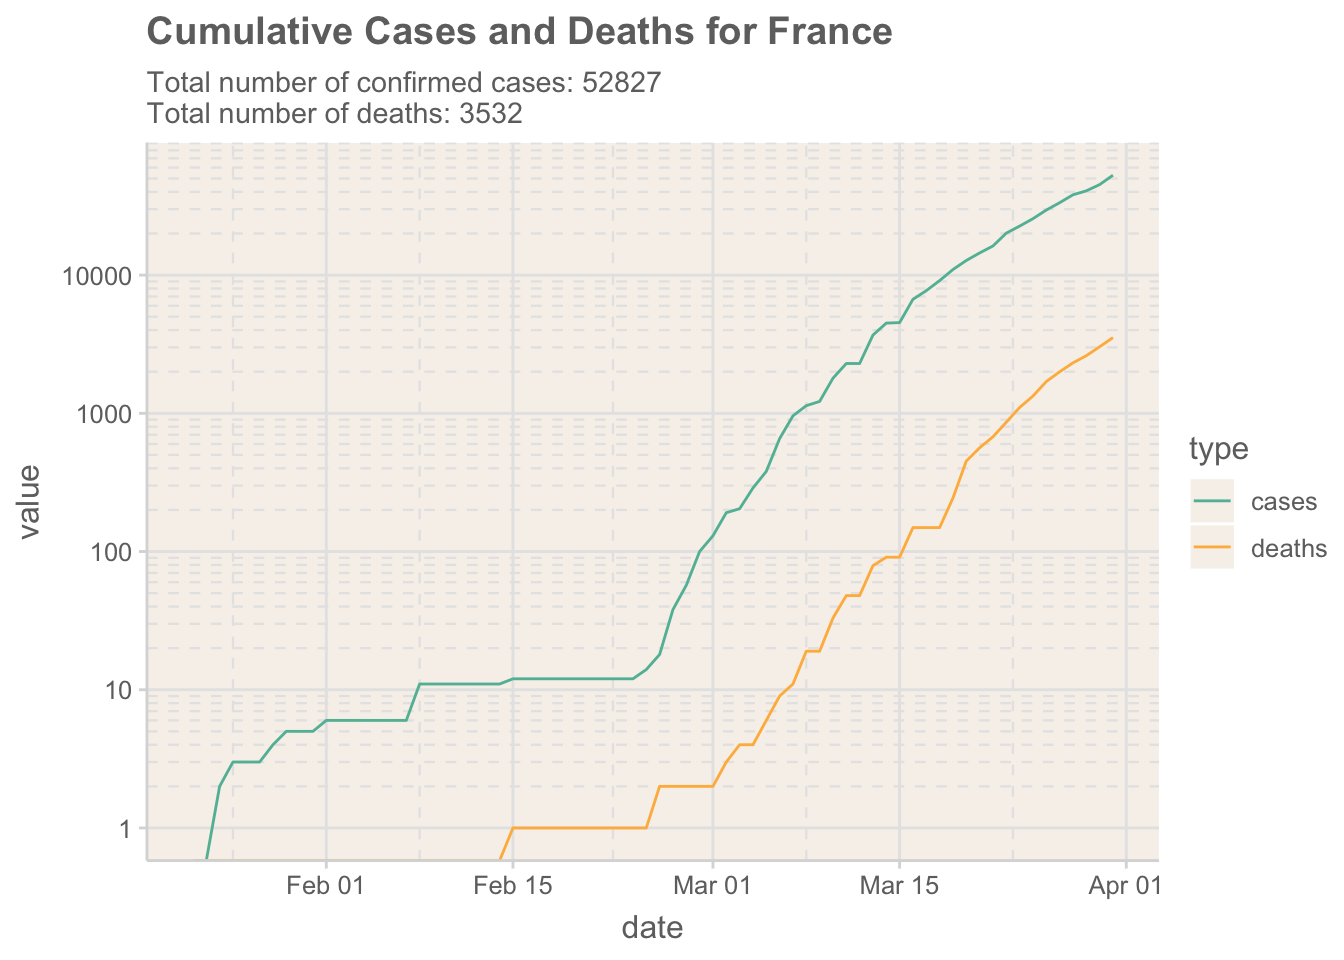 Cumulative Cases and Deaths for France
Total number of confirmed cases: 52827
Total number of deaths: 3532
10000
1000
100
10
1
value
Feb 01
Feb 15
Mar 01
Mar 15
Apr 01
date
type
cases
deaths